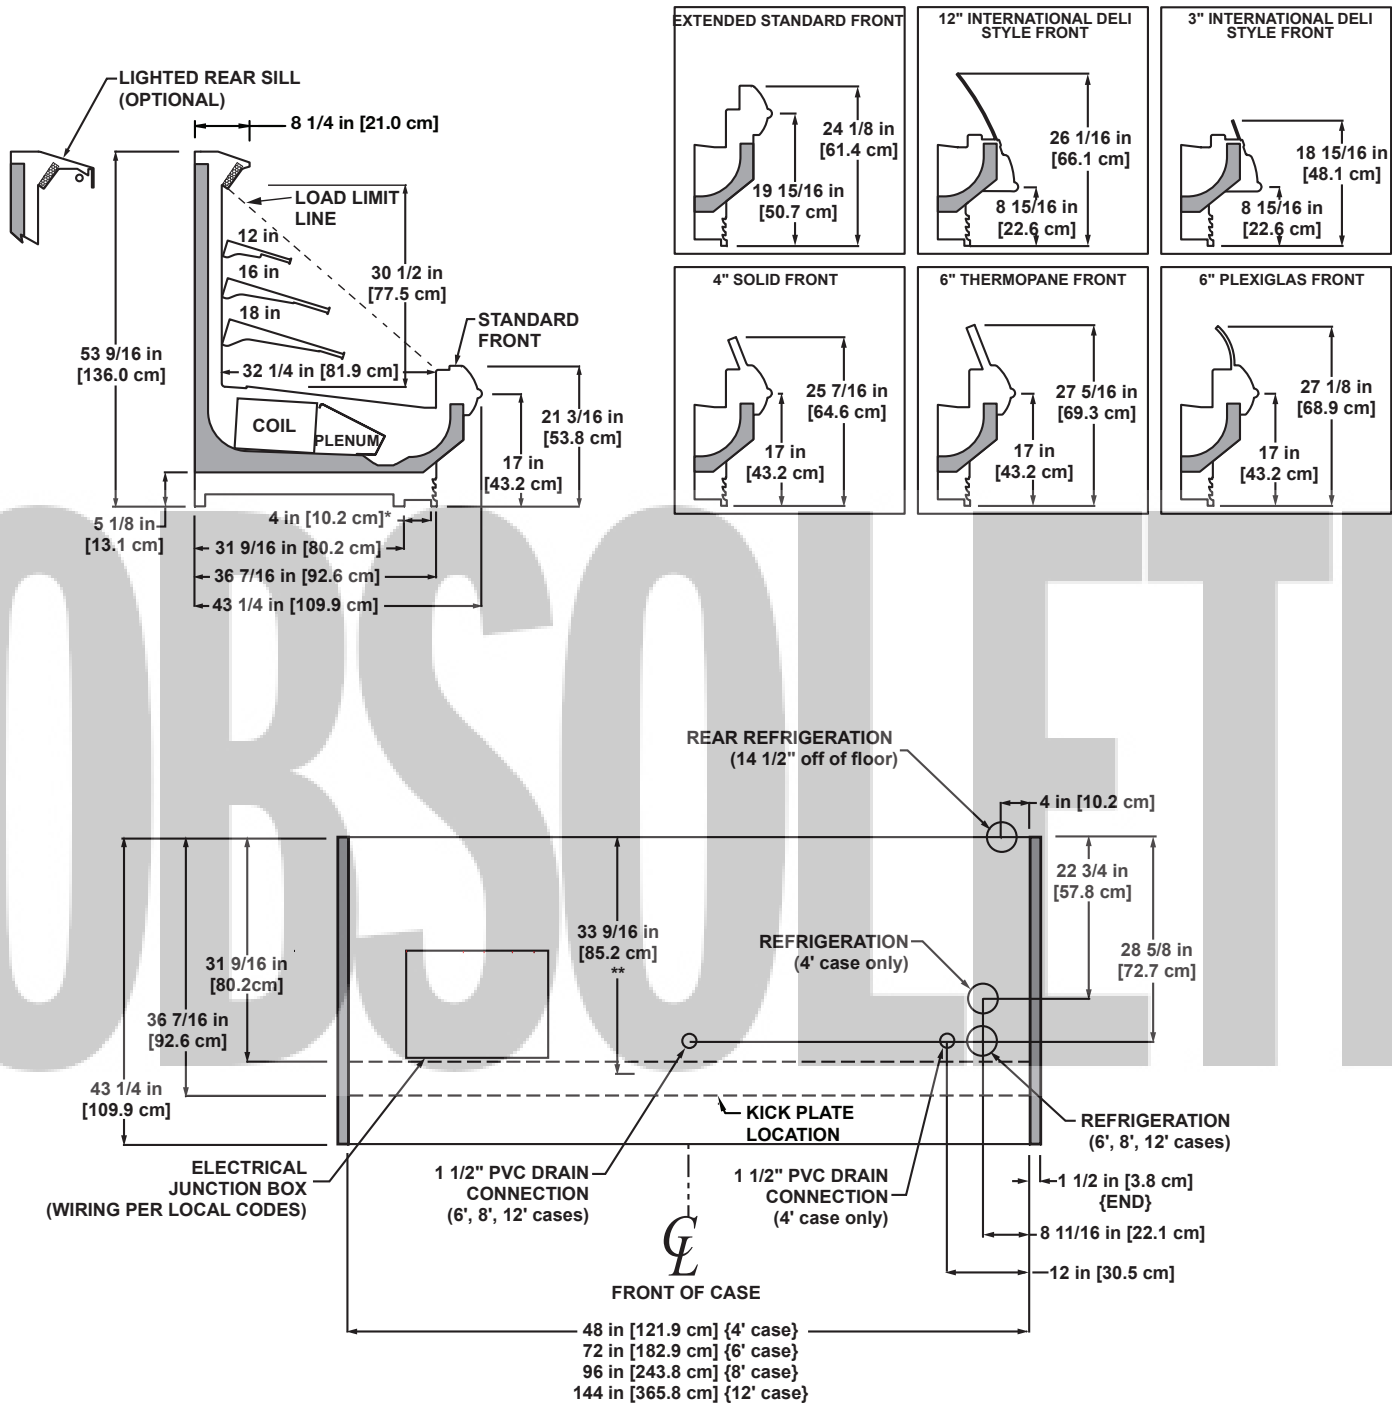 EXTENDED STANDARD FRONT
24 1/8 in
[61.4 cm]
19 15/16 in
[50.7 cm]
12" INTERNATIONAL DELI
STYLE FRONT
26 1/16 in
[66.1 cm]
8 15/16 in
[22.6 cm]
3" INTERNATIONAL DELI
STYLE FRONT
18 15/16 in
[48.1 cm]
8 15/16 in
[22.6 cm]
LIGHTED REAR SILL
(OPTIONAL)
8 1/4 in [21.0 cm]
LOAD LIMIT
LINE
12 in
16 in
18 in
30 1/2 in
[77.5 cm]
STANDARD
FRONT
53 9/16 in
[136.0 cm]
32 1/4 in [81.9 cm]
COIL
PLENUM
21 3/16 in
[53.8 cm]
17 in
[43.2 cm]
5 1/8 in
[13.1 cm]
4 in [10.2 cm]*
31 9/16 in [80.2 cm]
36 7/16 in [92.6 cm]
43 1/4 in [109.9 cm]
4" SOLID FRONT
25 7/16 in
[64.6 cm]
17 in
[43.2 cm]
6" THERMOPANE FRONT
27 5/16 in
[69.3 cm]
17 in
[43.2 cm]
6" PLEXIGLAS FRONT
27 1/8 in
[68.9 cm]
17 in
[43.2 cm]
OBSOLETE
REAR REFRIGERATION
(14 1/2" off of floor)
4 in [10.2 cm]
22 3/4 in
[57.8 cm]
28 5/8 in
[72.7 cm]
33 9/16 in
[85.2 cm]
**
REFRIGERATION
(4' case only)
31 9/16 in
[80.2cm]
36 7/16 in
[92.6 cm]
43 1/4 in
[109.9 cm]
KICK PLATE
LOCATION
REFRIGERATION
(6', 8', 12' cases)
ELECTRICAL
JUNCTION BOX
(WIRING PER LOCAL CODES)
1 1/2" PVC DRAIN
CONNECTION
(6', 8', 12' cases)
1 1/2" PVC DRAIN
CONNECTION
(4' case only)
1 1/2 in [3.8 cm]
{END}
8 11/16 in [22.1 cm]
12 in [30.5 cm]
CL
FRONT OF CASE
48 in [121.9 cm] {4' case}
72 in [182.9 cm] {6' case}
96 in [243.8 cm] {8' case}
144 in [365.8 cm] {12' case}